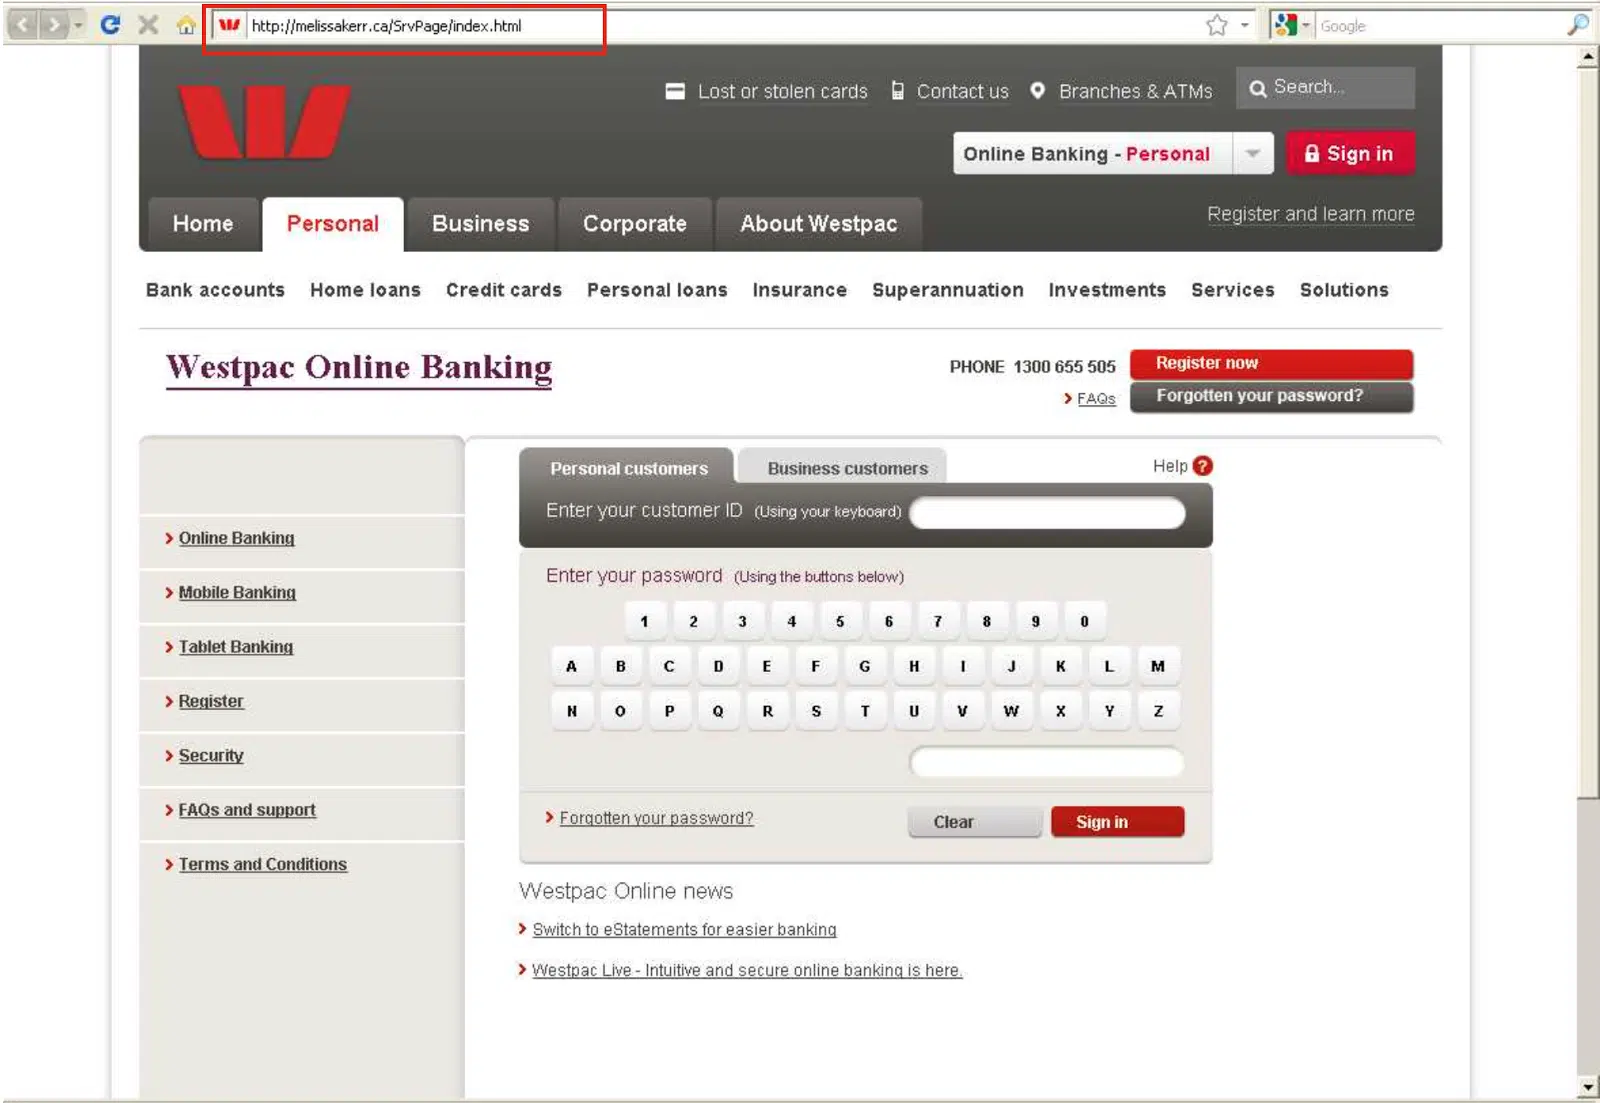 http://melissakerr.ca/SrvPage/index.html
Google
Lost or stolen cards Contact us Branches & ATMs Search...
Online Banking - Personal Sign in
Home Personal Business Corporate About Westpac
Register and learn more
Bank accounts Home loans Credit cards Personal loans Insurance Superannuation Investments Services Solutions
Westpac Online Banking
PHONE 1300 655 505 Register now
FAQs Forgotten your password?
Online Banking
Mobile Banking
Tablet Banking
Register
Security
FAQs and support
Terms and Conditions
Personal customers Business customers Help ?
Enter your customer ID (Using your keyboard)
Enter your password (Using the buttons below)
1 2 3 4 5 6 7 8 9 0
A B C D E F G H I J K L M
N O P Q R S T U V W X Y Z
Forgotten your password? Clear Sign in
Westpac Online news
Switch to eStatements for easier banking
Westpac Live - Intuitive and secure online banking is here.